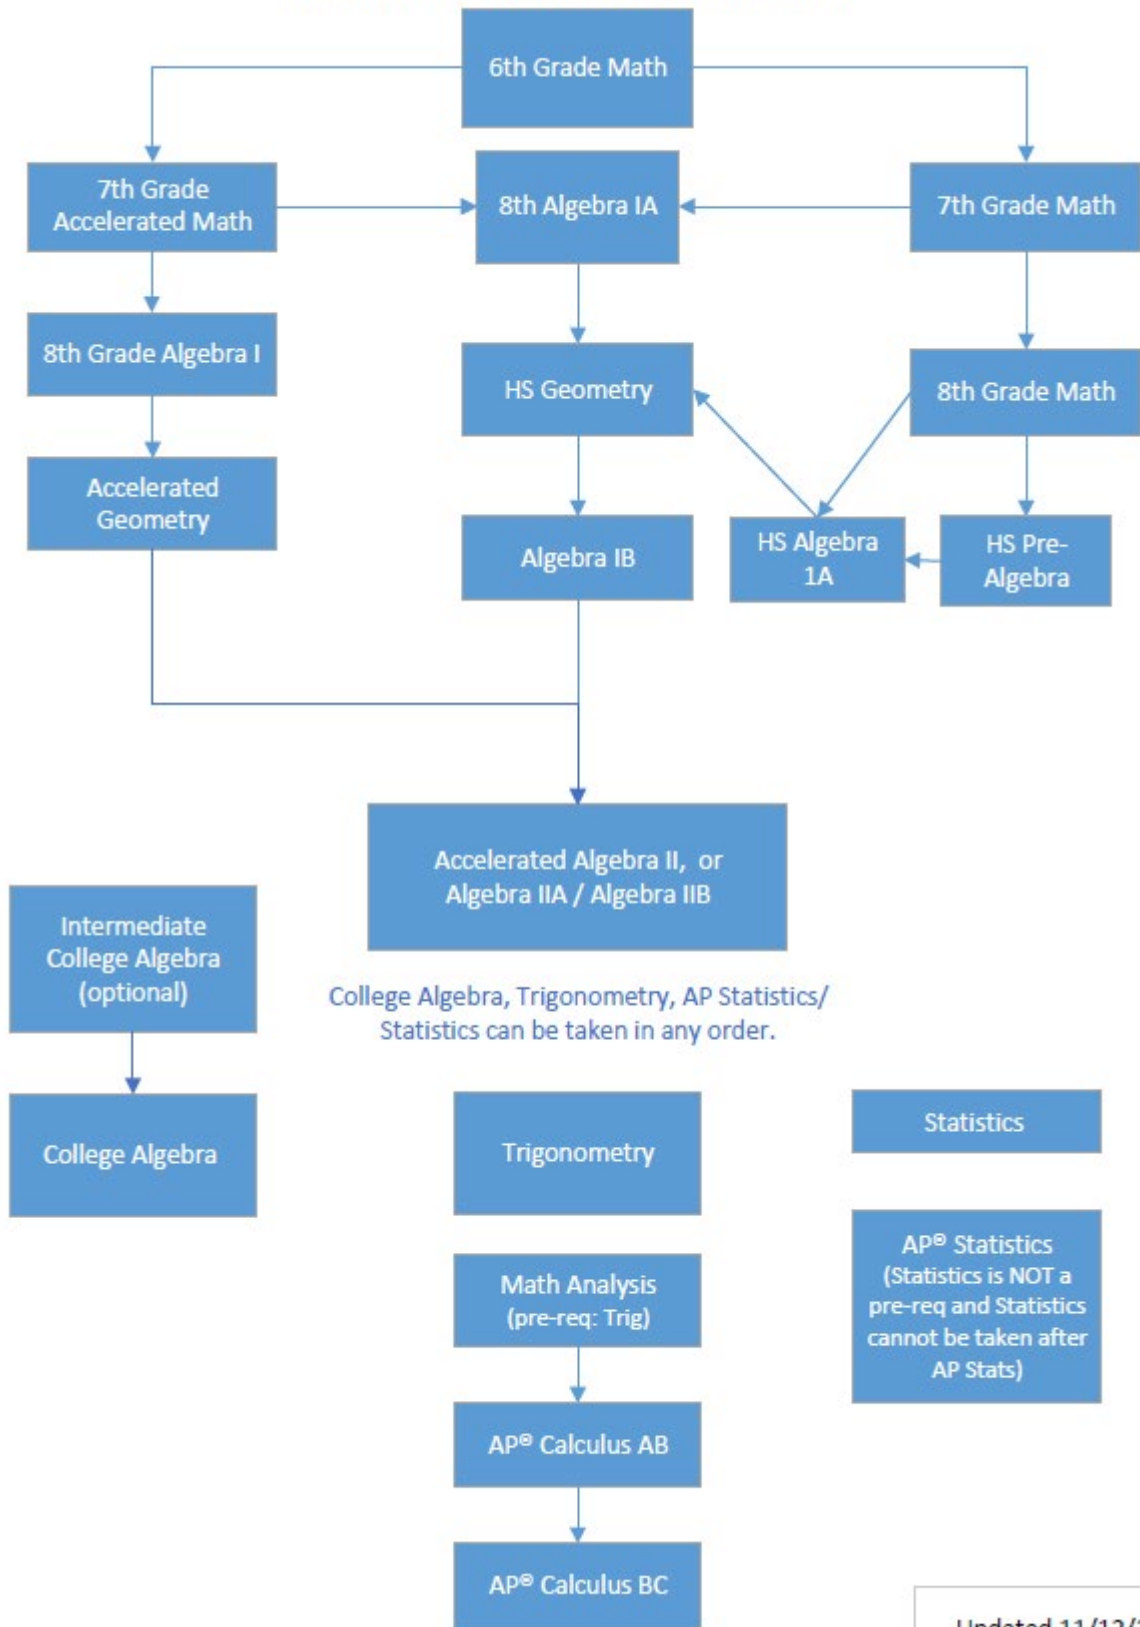 6th Grade Math
7th Grade
Accelerated Math
8th Algebra IA
7th Grade Math
8th Grade Algebra I
HS Geometry
8th Grade Math
Accelerated
Geometry
Algebra IB
HS Algebra
1A
HS Pre-
Algebra
Accelerated Algebra II, or
Algebra IIA / Algebra IIB
Intermediate
College Algebra
(optional)
College Algebra, Trigonometry, AP Statistics/
Statistics can be taken in any order.
College Algebra
Trigonometry
Statistics
Math Analysis
(pre-req: Trig)
AP® Statistics
(Statistics is NOT a
pre-req and Statistics
cannot be taken after
AP Stats)
AP® Calculus AB
AP® Calculus BC
Updated